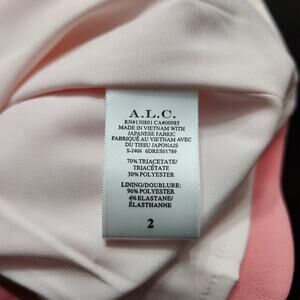 A.L.C.
RN#130801 CA#00985
MADE IN VIETNAM WITH
JAPANESE FABRIC
FABRIQUÉ AU VIETNAM AVEC
DU TISSU JAPONAIS
S-2406 6DRES01789
70% TRIACETATE/
TRIACÉTATE
30% POLYESTER
LINING/DOUBLURE:
96% POLYESTER
4% ELASTANE/
ÉLASTHANNE
2